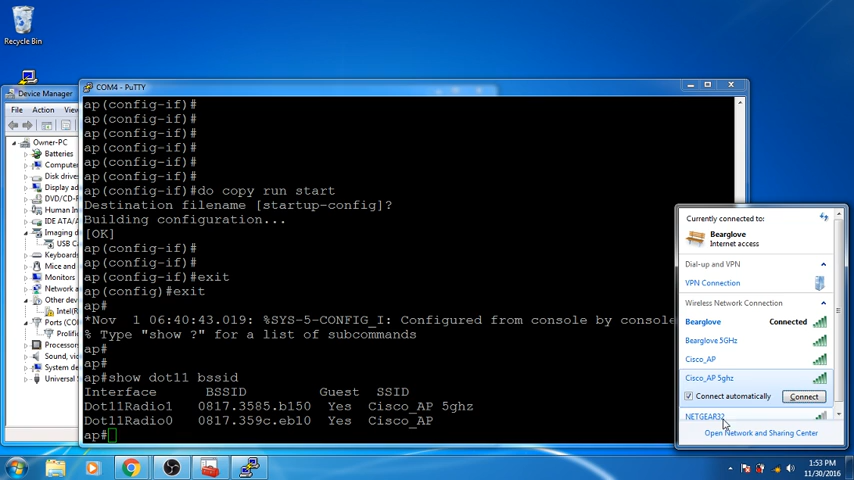 Recycle Bin
Device Manager
File Action View
Owner-PC
Batteries
Computer
Disk drives
Display ada
DVD/CD-R
Human In
IDE ATA/A
Imaging d
USB Ca
Keyboard
Mice and
Monitors
Network
Other dev
Intel(R
Ports (CO
Prolifi
Processor
Sound, vi
System de
Universal
COM4 - PuTTY
ap(config-if)#
ap(config-if)#
ap(config-if)#
ap(config-if)#
ap(config-if)#
ap(config-if)#
ap(config-if)#do copy run start
Destination filename [startup-config]?
Building configuration...
[OK]
ap(config-if)#
ap(config-if)#
ap(config-if)#exit
ap(config)#exit
ap#
*Nov  1 06:40:43.019: %SYS-5-CONFIG_I: Configured from console by console
% Type "show ?" for a list of subcommands
ap#
ap#
ap#show dot11 bssid
Interface BSSID Guest SSID
Dot11Radio1 0817.3585.b150 Yes Cisco_AP 5ghz
Dot11Radio0 0817.359c.eb10 Yes Cisco_AP
ap#
Currently connected to:
Bearglove
Internet access
Dial-up and VPN
VPN Connection
Wireless Network Connection
Bearglove Connected
Bearglove 5GHz
Cisco_AP
Cisco_AP 5ghz
Connect automatically Connect
NETGEAR32
Open Network and Sharing Center
1:53 PM
11/30/2016